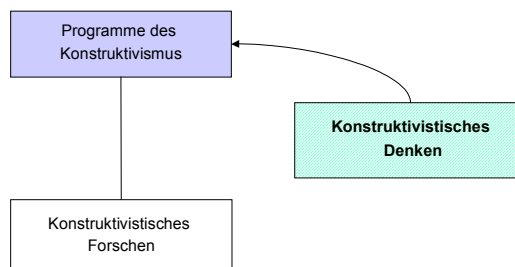 Programme des
Konstruktivismus
Konstruktivistisches
Denken
Konstruktivistisches
Forschen